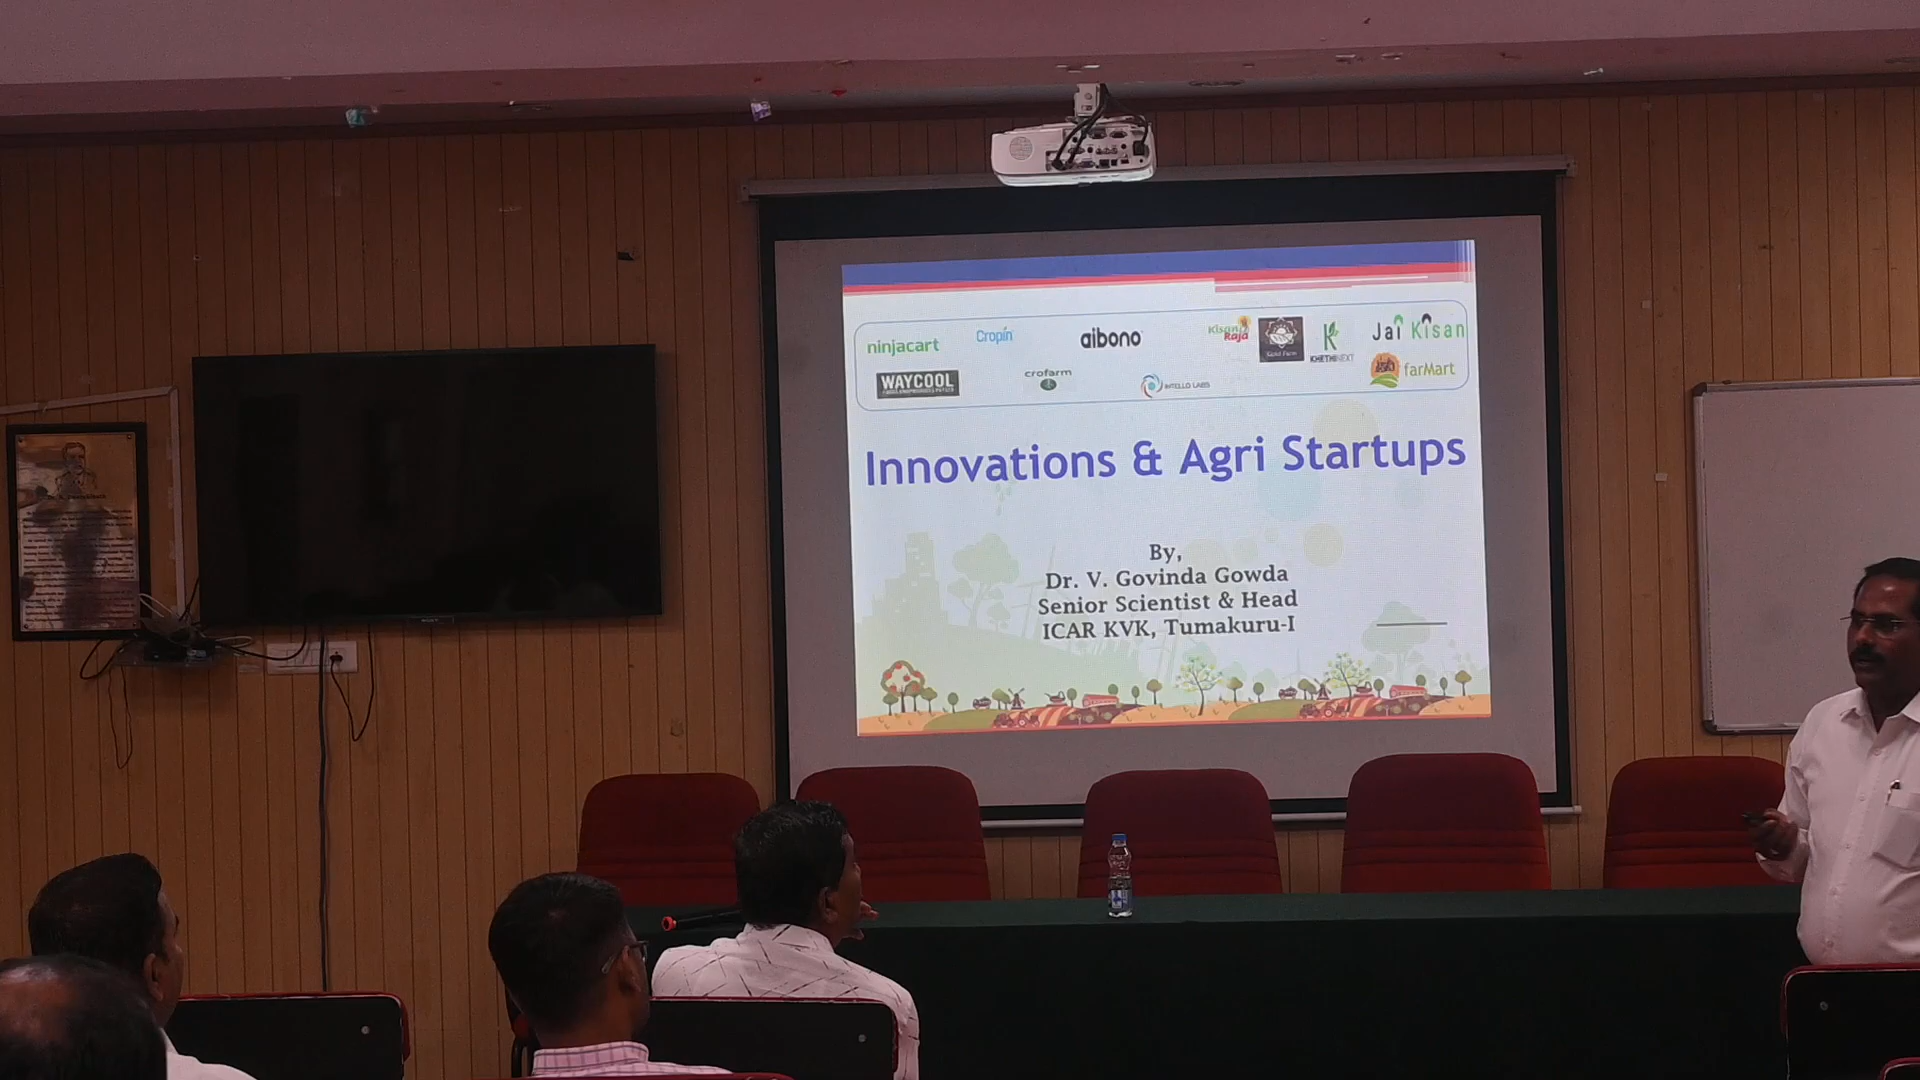 ninjacart
Cropin
aibono
Kisan
Raja
KHETHINEXT
Jai Kisan
WAYCOOL
crofarm
INTELLO LABS
farMart
Innovations & Agri Startups
By,
Dr. V. Govinda Gowda
Senior Scientist & Head
ICAR KVK, Tumakuru-I